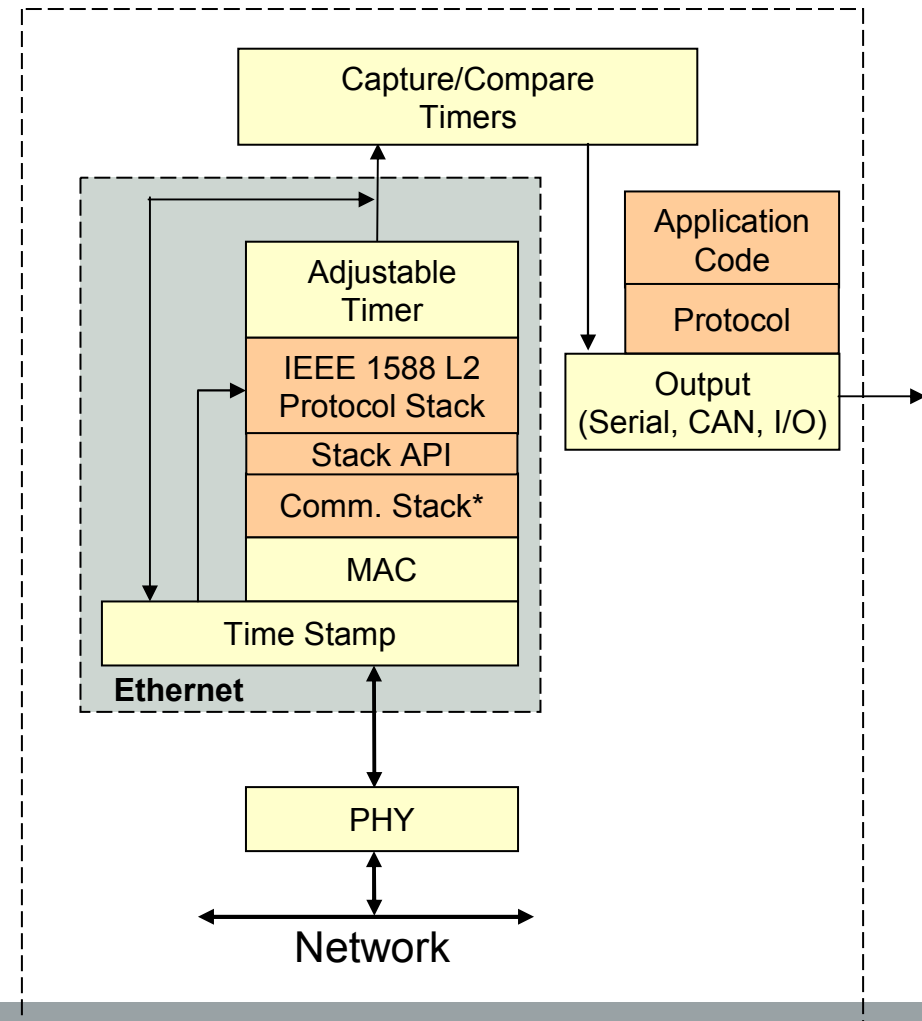 Capture/Compare
Timers
Application
Code
Adjustable
Timer
Protocol
IEEE 1588 L2
Protocol Stack
Output
(Serial, CAN, I/O)
Stack API
Comm. Stack*
MAC
Time Stamp
Ethernet
PHY
Network